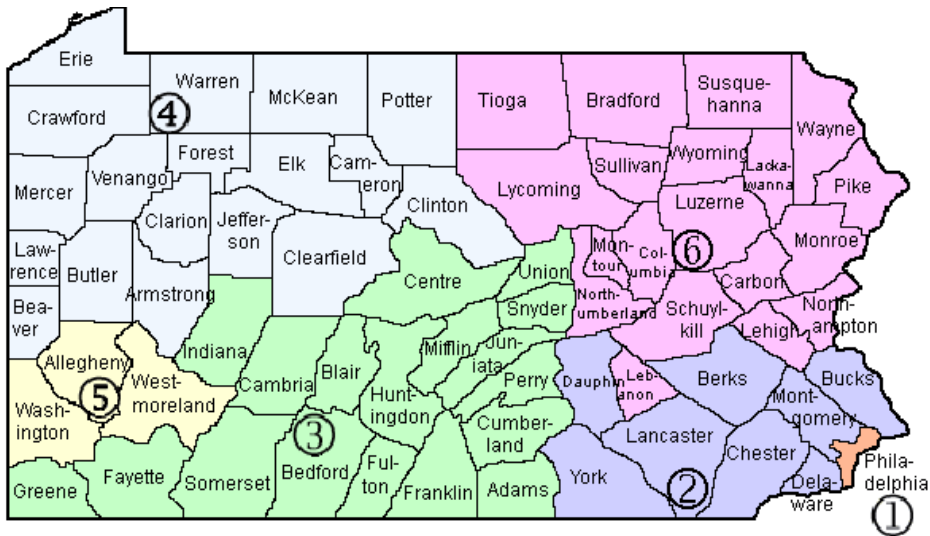 Erie
Warren
McKean
Potter
Tioga
Bradford
Susque-
hanna
Crawford
④
Wayne
Forest
Elk
Cam-
eron
Sullivan
Wyoming
Lacka-
wanna
Mercer
Venango
Clarion
Jeffer-
son
Clinton
Lycoming
Luzerne
Pike
Law-
rence
Butler
Clearfield
Centre
Union
Mon-
tour
Col-
umbia
⑥
Monroe
Bea-
ver
Armstrong
Snyder
North-
umberland
Schuyl-
kill
Carbon
North-
ampton
Lehigh
Allegheny
Indiana
Cambria
Blair
Mifflin
Jun-
iata
⑤
West-
moreland
Hunt-
ingdon
Perry
Dauphin
Leb-
anon
Berks
Bucks
Wash-
ington
③
Cumber-
land
Lancaster
Mont-
gomery
Greene
Fayette
Somerset
Bedford
Ful-
ton
Franklin
Adams
York
②
Chester
Dela-
ware
Phila-
delphia
①